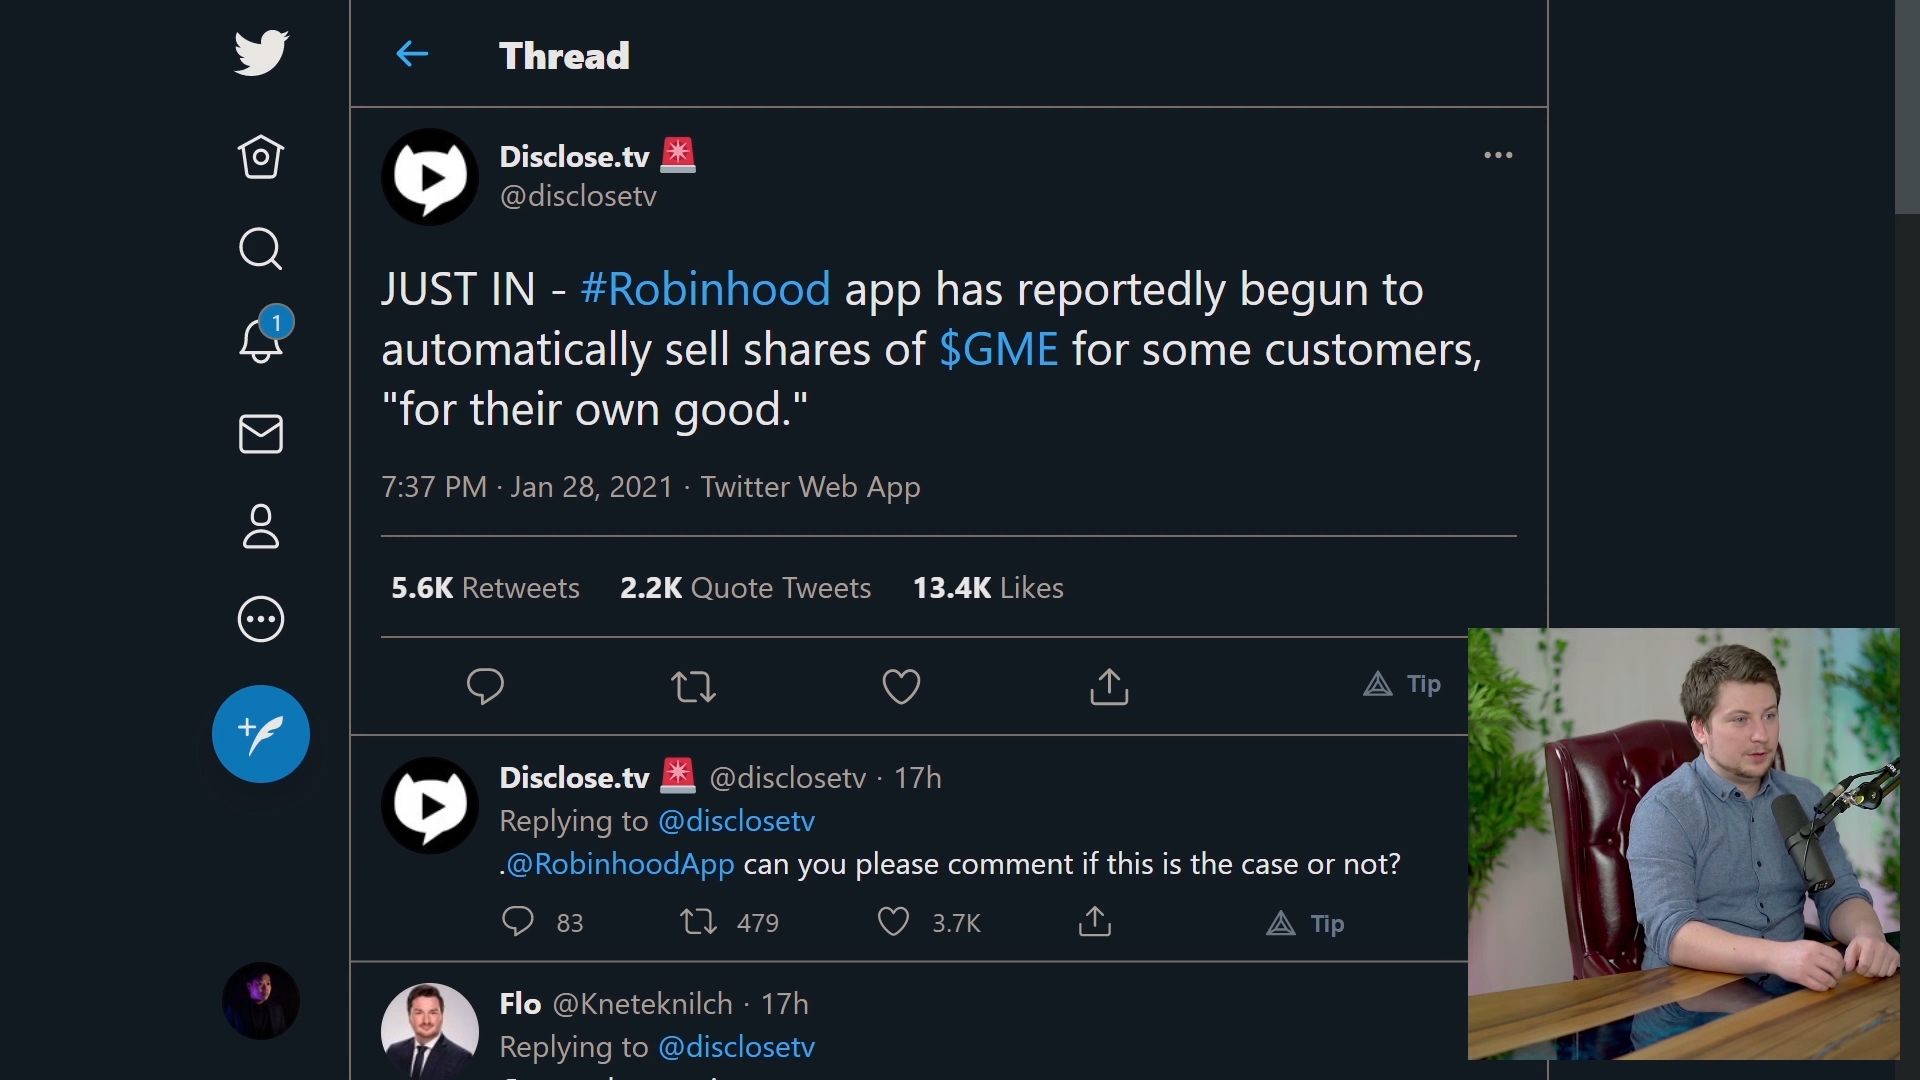 Thread
Disclose.tv
@disclosetv
JUST IN - #Robinhood app has reportedly begun to
automatically sell shares of $GME for some customers,
"for their own good."
7:37 PM · Jan 28, 2021 · Twitter Web App
5.6K Retweets 2.2K Quote Tweets 13.4K Likes
Tip
1
Disclose.tv @disclosetv · 17h
Replying to @disclosetv
.@RobinhoodApp can you please comment if this is the case or not?
83 479 3.7K Tip
Flo @Kneteknilch · 17h
Replying to @disclosetv